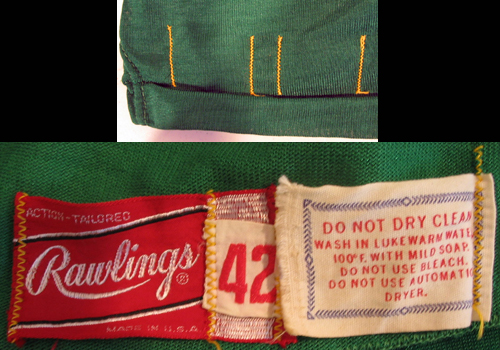 ACTION-TAILORED
Rawlings®
MADE IN U.S.A.
42
DO NOT DRY CLEAN
WASH IN LUKEWARM WATE
100° F. WITH MILD SOAP.
DO NOT USE BLEACH.
DO NOT USE AUTOMATIC
DRYER.